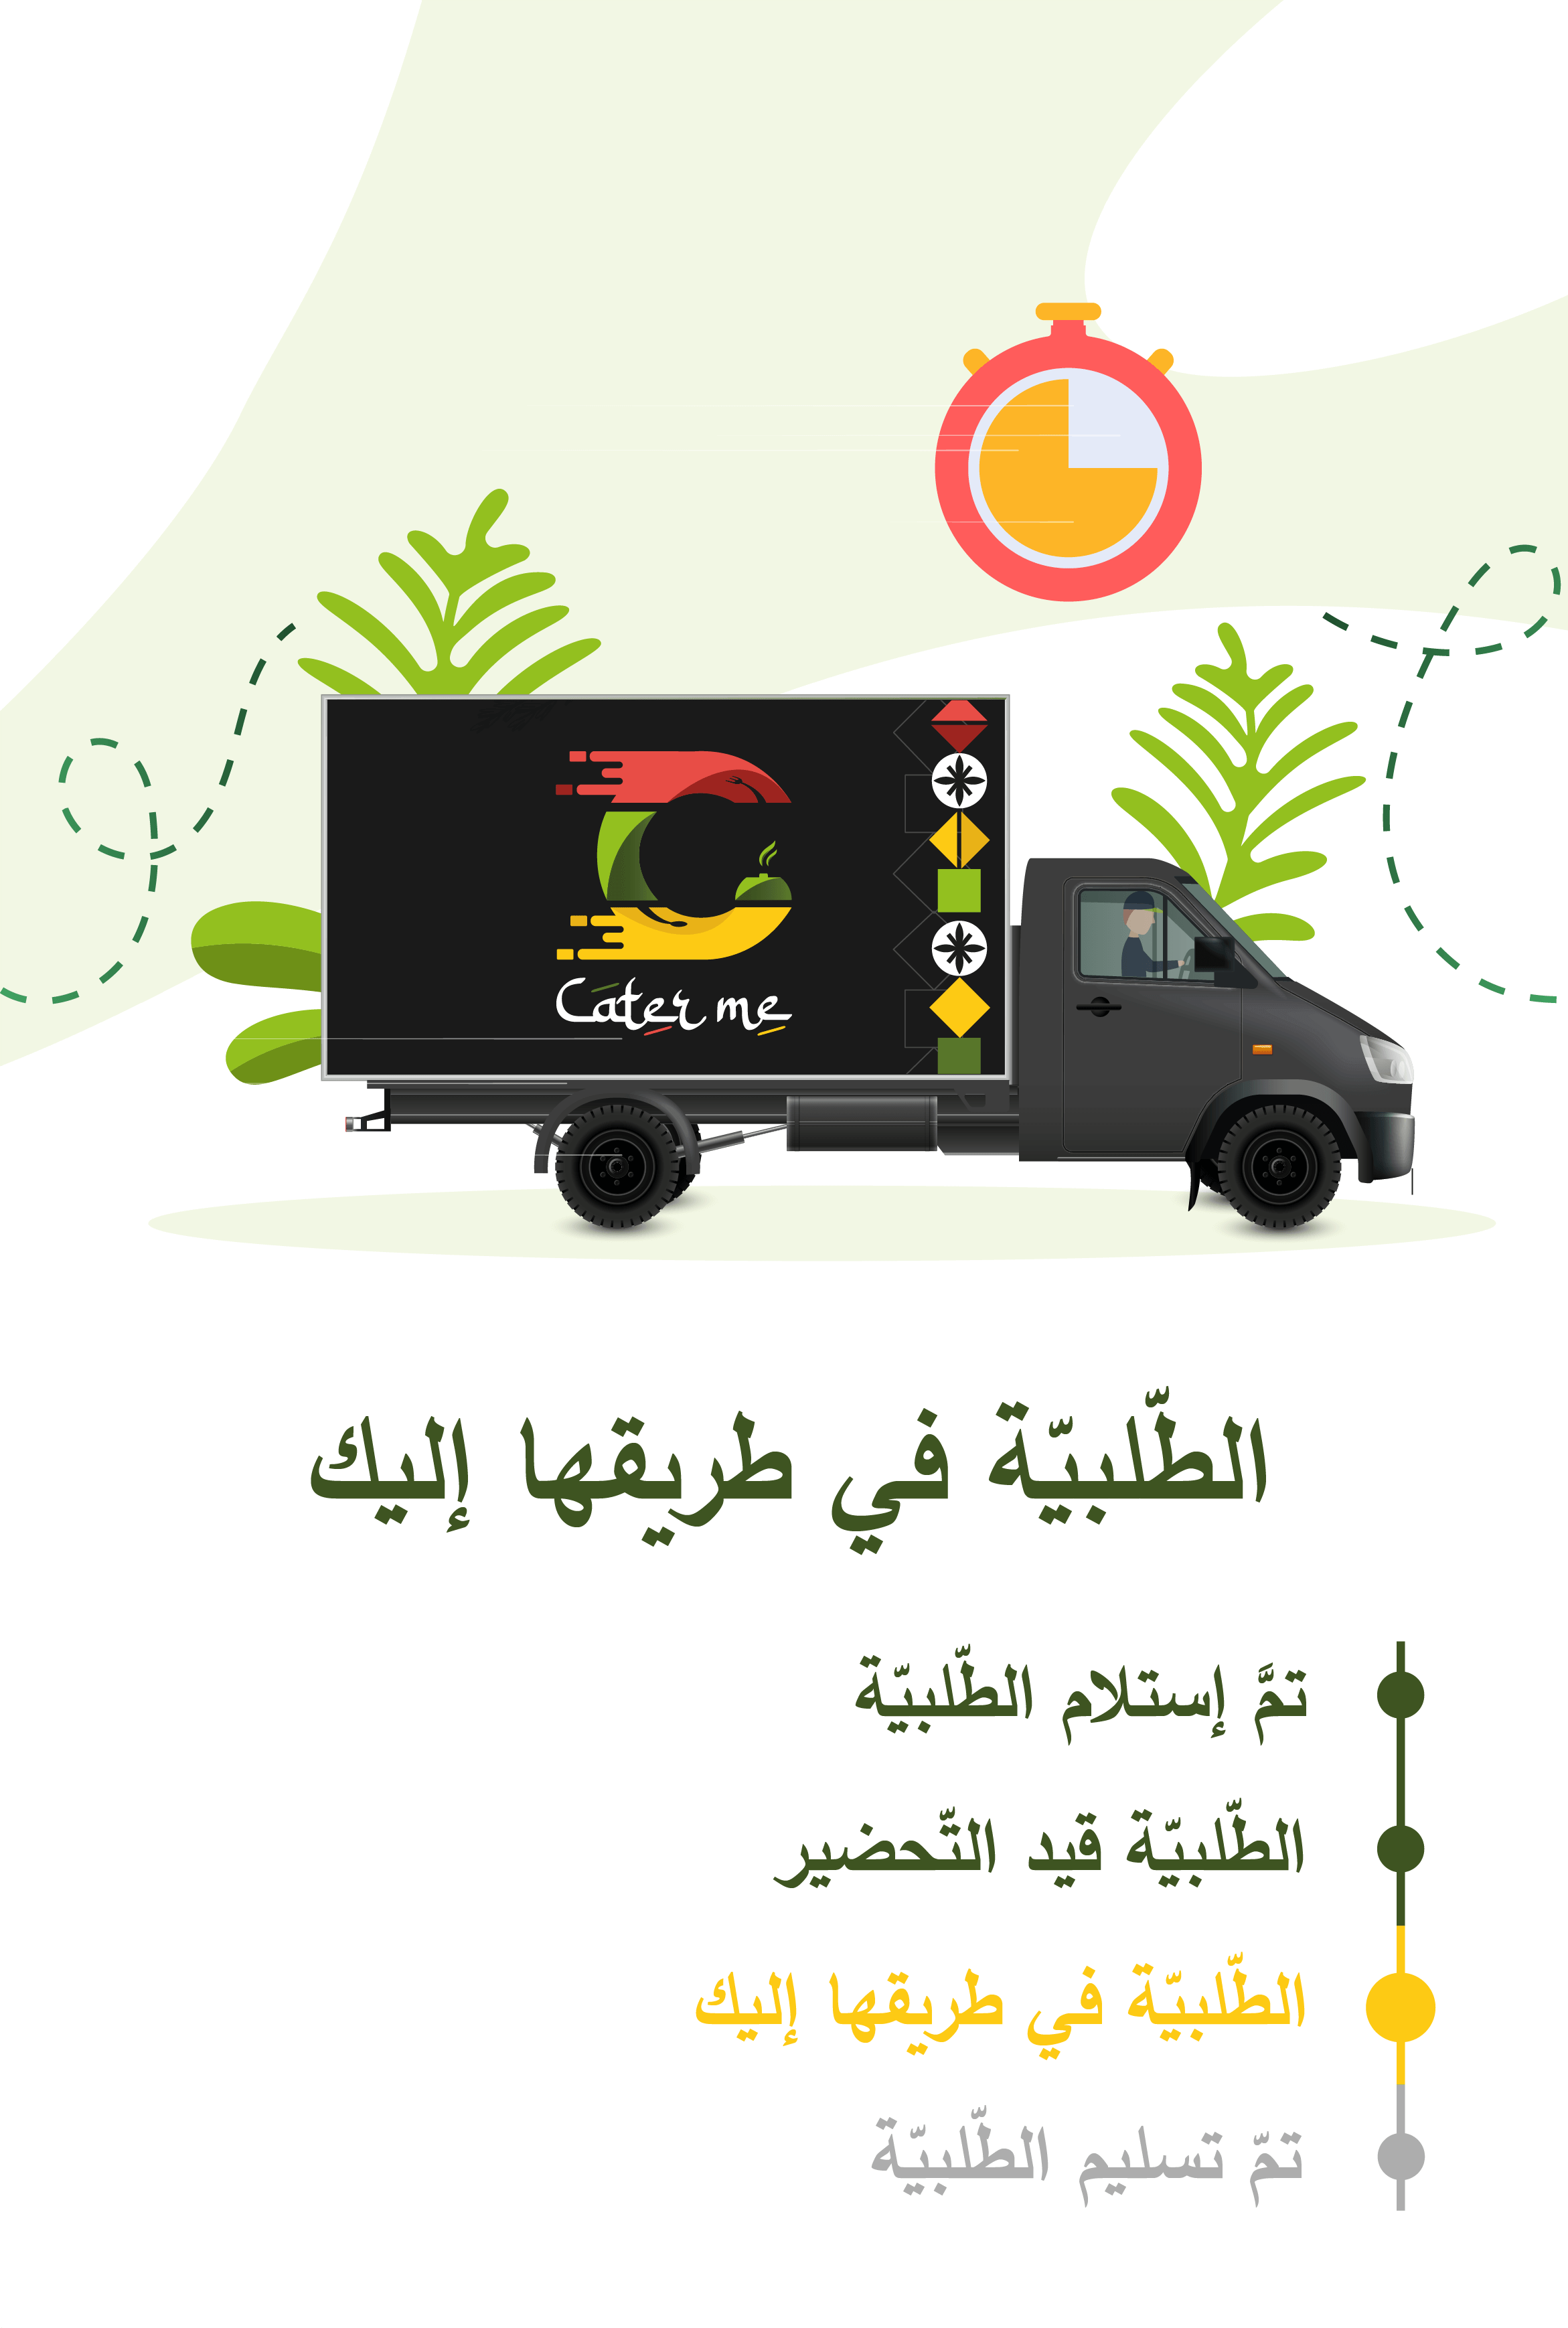 Cater me
الطّلبيّة في طريقها إليك
تمَّ إستلام الطّلبيّة
الطّلبيّة قيد التّحضير
الطّلبيّة في طريقها إليك
تمّ تسليم الطّلبيّة